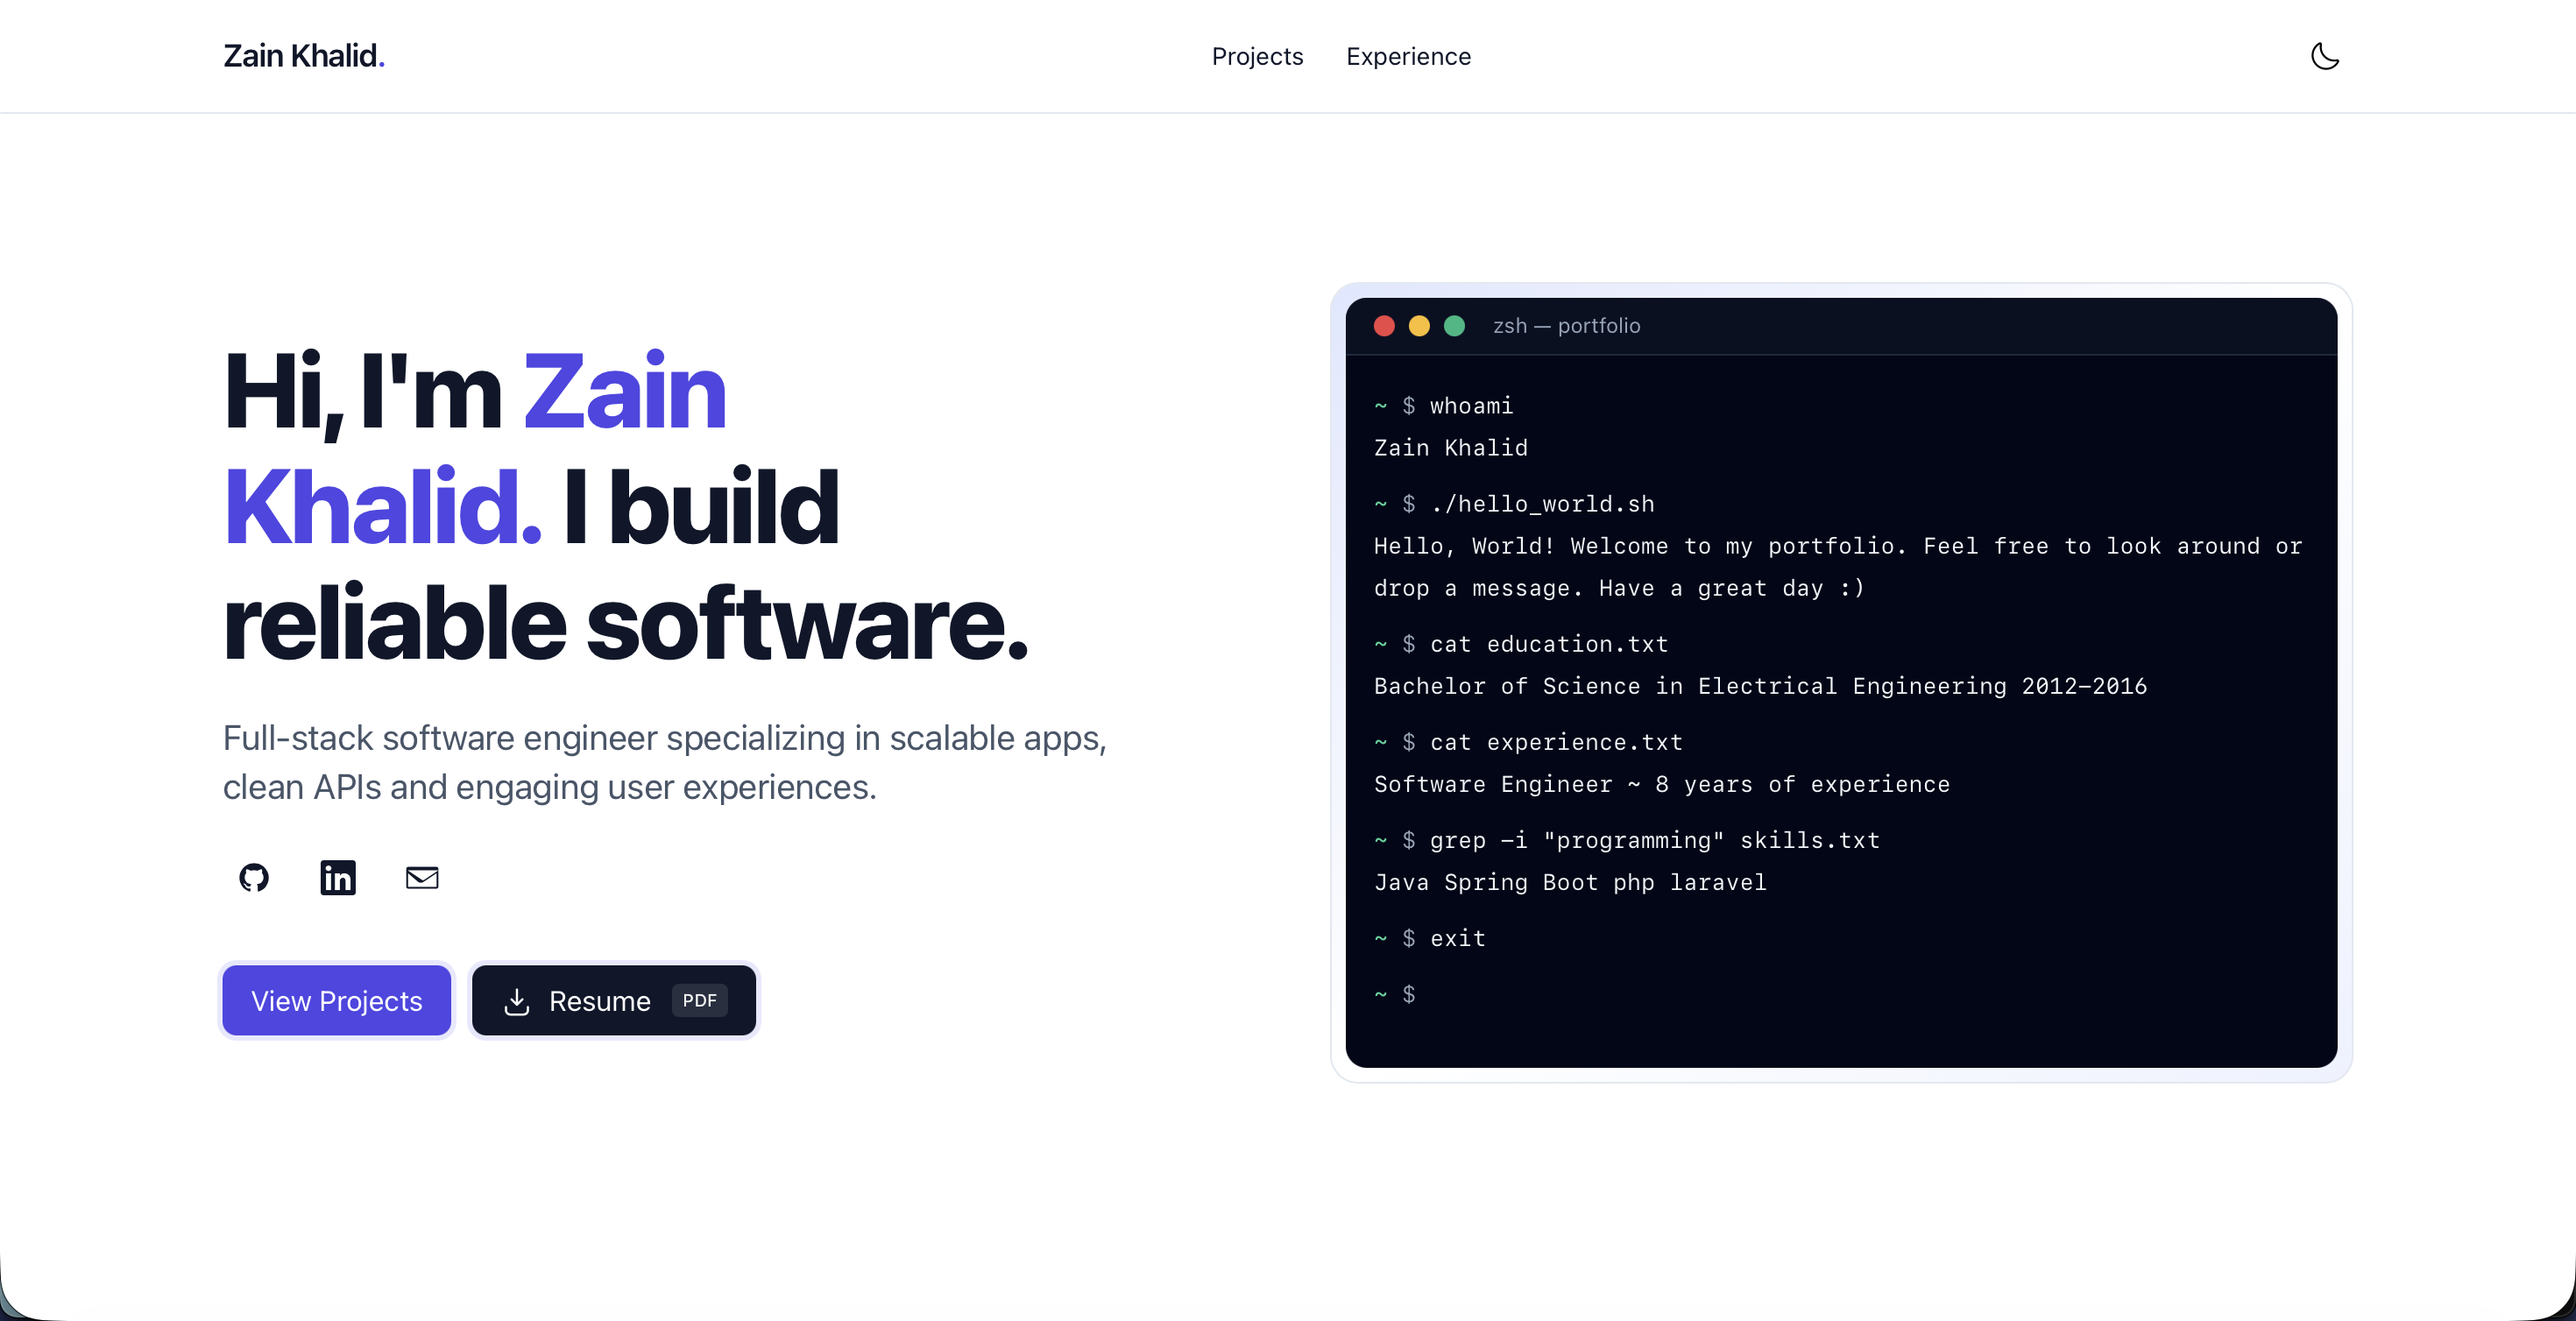 Zain Khalid.
Projects
Experience
Hi, I'm Zain
Khalid. I build
reliable software.
Full-stack software engineer specializing in scalable apps,
clean APIs and engaging user experiences.
in
View Projects
Resume PDF
zsh — portfolio
~ $ whoami
Zain Khalid
~ $ ./hello_world.sh
Hello, World! Welcome to my portfolio. Feel free to look around or
drop a message. Have a great day :)
~ $ cat education.txt
Bachelor of Science in Electrical Engineering 2012–2016
~ $ cat experience.txt
Software Engineer ~ 8 years of experience
~ $ grep –i "programming" skills.txt
Java Spring Boot php laravel
~ $ exit
~ $